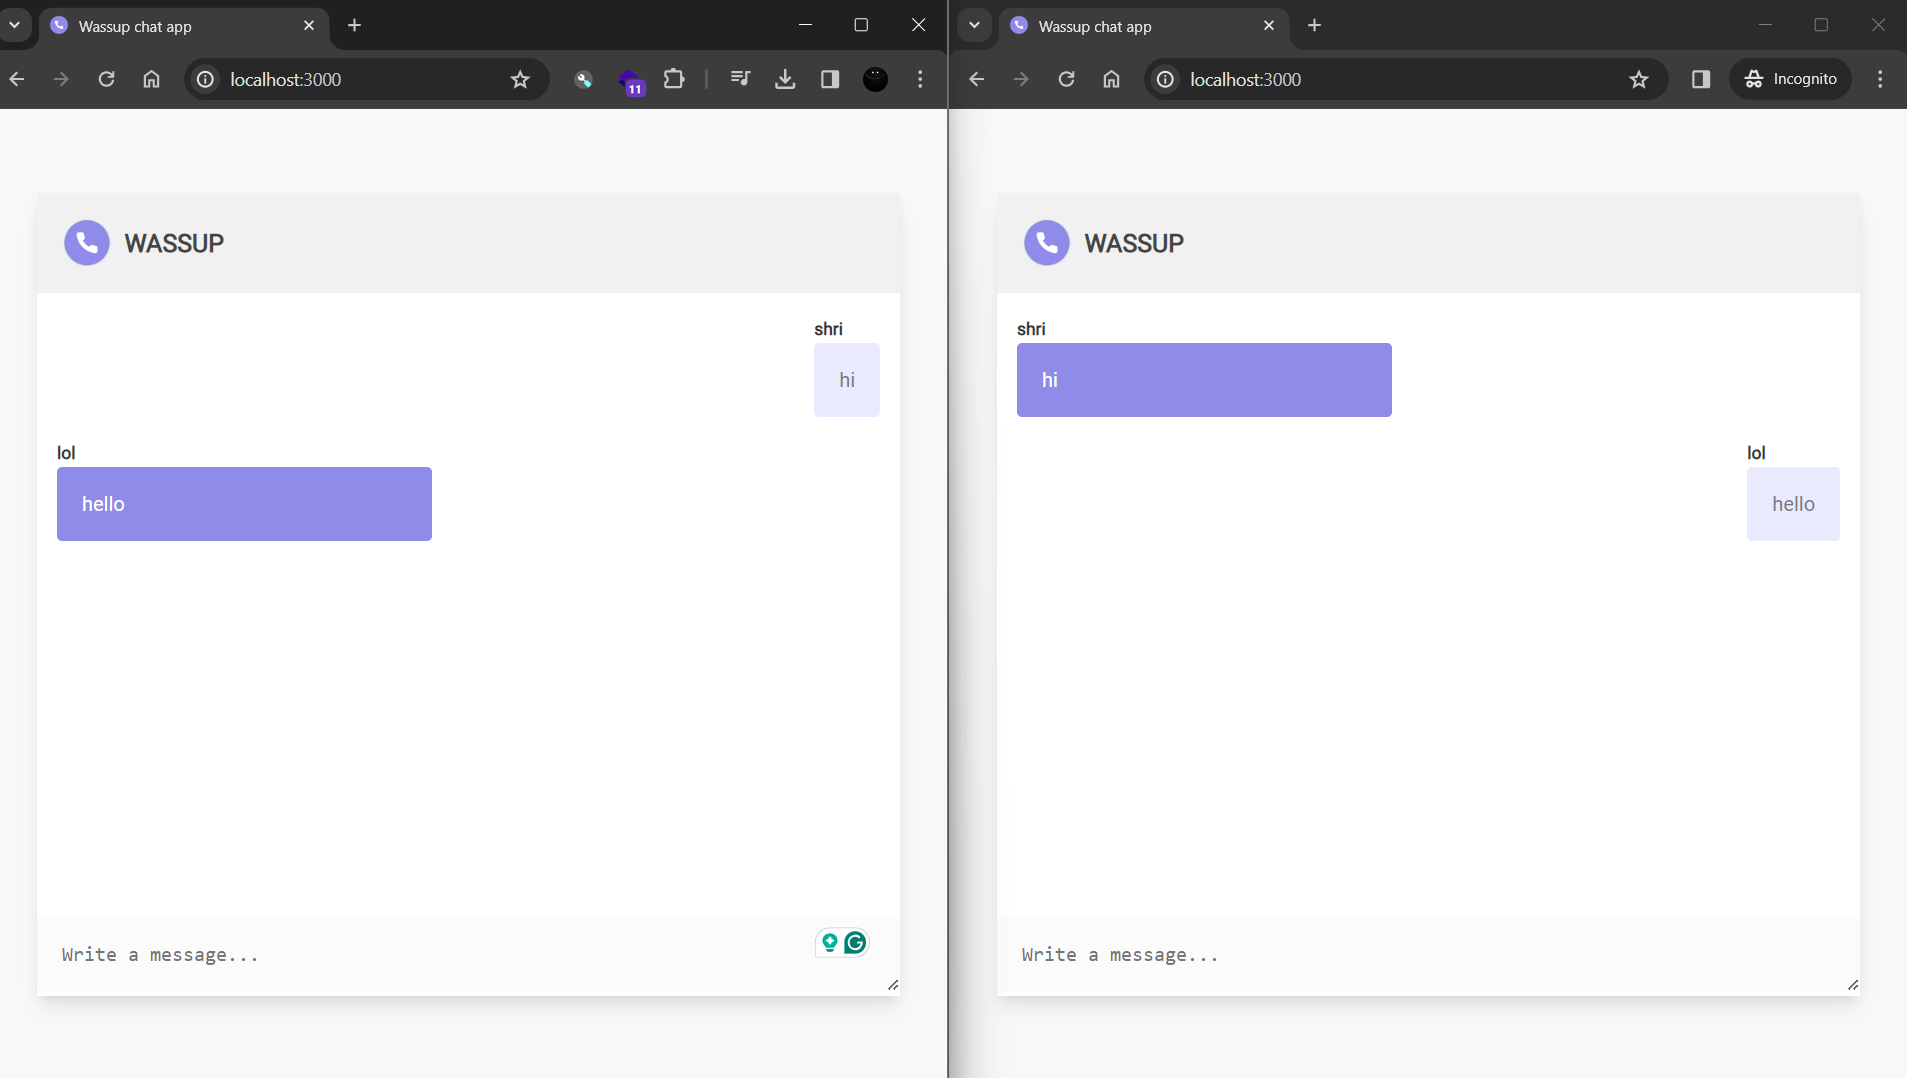 Wassup chat app
localhost:3000
11
WASSUP
shri
hi
lol
hello
Write a message...
G
Wassup chat app
localhost:3000
Incognito
WASSUP
shri
hi
lol
hello
Write a message...